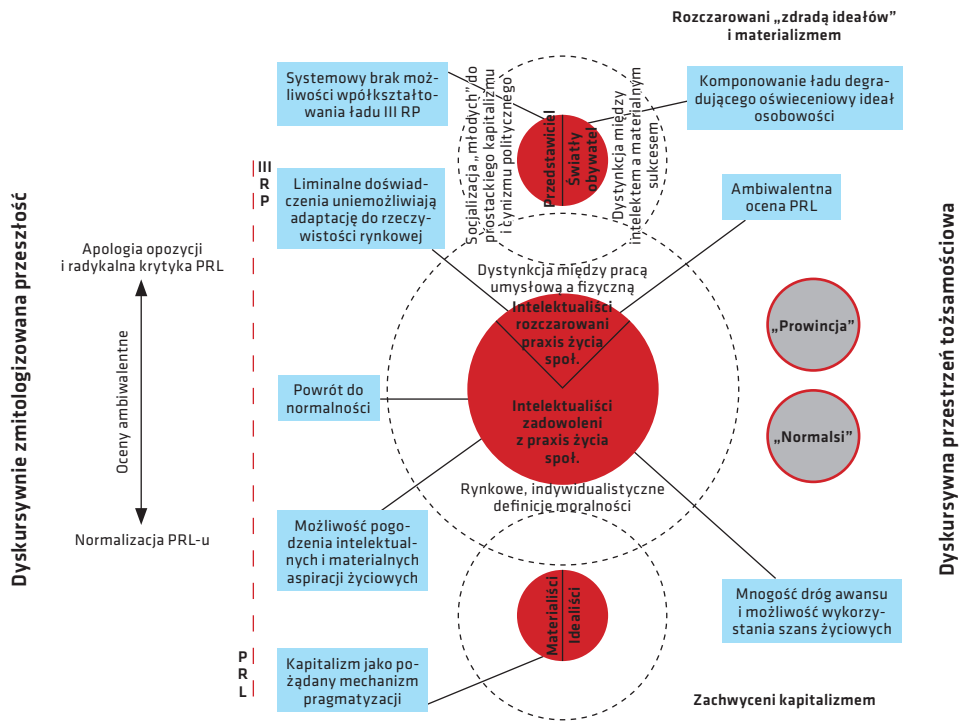 Rozczarowani „zdradą ideałów”
i materializmem
Systemowy brak moż-
liwości wpółkształto-
wania ładu III RP
Socjalizacja „młodych” do
prostackiego kapitalizmu
i cynizmu politycznego
Przedstawiciel
Światły
obywatel
Dystynkcja między
intelektem a materialnym
sukcesem
Komponowanie ładu degra-
dującego oświeceniowy ideał
osobowości
III
R
P
Liminalne doświad-
czenia uniemożliwiają
adaptację do rzeczy-
wistości rynkowej
Ambiwalentna
ocena PRL
Dyskursywnie zmitologizowana przeszłość
Apologia opozycji
i radykalna krytyka PRL
Oceny ambiwalentne
Normalizacja PRL-u
Dystynkcja między pracą
umysłową a fizyczną
Intelektualiści
rozczarowani
praxis życia
społ.
Intelektualiści
zadowoleni
z praxis życia
społ.
Rynkowe, indywidualistyczne
definicje moralności
Powrót do
normalności
„Prowincja”
„Normalsi”
Dyskursywna przestrzeń tożsamościowa
Możliwość pogo-
dzenia intelektual-
nych i materialnych
aspiracji życiowych
Materialiści
Idealiści
Mnogość dróg awansu
i możliwość wykorzy-
stania szans życiowych
P
R
L
Kapitalizm jako po-
żądany mechanizm
pragmatyzacji
Zachwyceni kapitalizmem